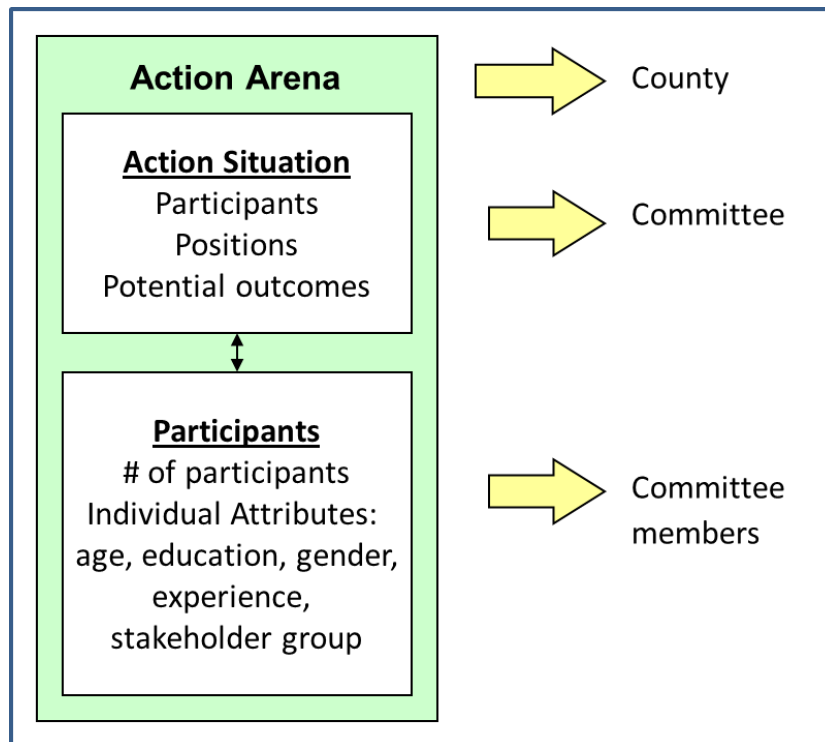 Action Arena
County
Action Situation
Participants
Positions
Potential outcomes
Committee
Participants
# of participants
Individual Attributes:
age, education, gender,
experience,
stakeholder group
Committee
members